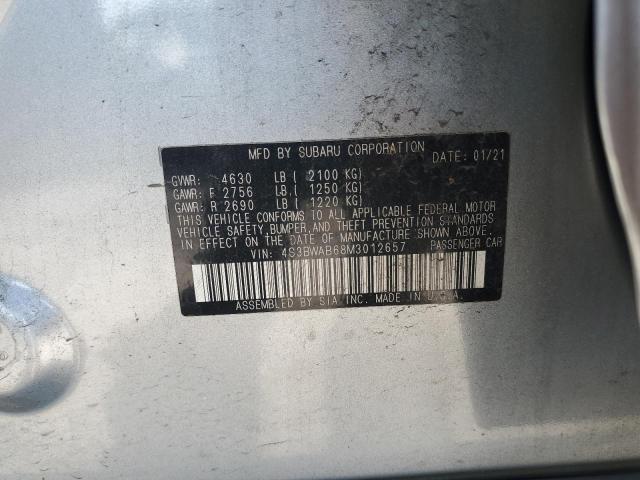 MFD BY SUBARU CORPORATION DATE: 01/21
GVWR: 4630 LB ( 2100 KG)
GAWR: F 2756 LB.( 1250 KG)
GAWR: R 2690 LB.( 1220 KG)
THIS VEHICLE CONFORMS TO ALL APPLICABLE FEDERAL MOTOR
VEHICLE SAFETY,BUMPER,AND THEFT PREVENTION STANDARDS
IN EFFECT ON DATE OF MANUFACTURE SHOWN ABOVE.
VIN: 4S3BWAB68M3012657 PASSENGER CAR
ASSEMBLED BY SIA INC. MADE IN U.S.A.